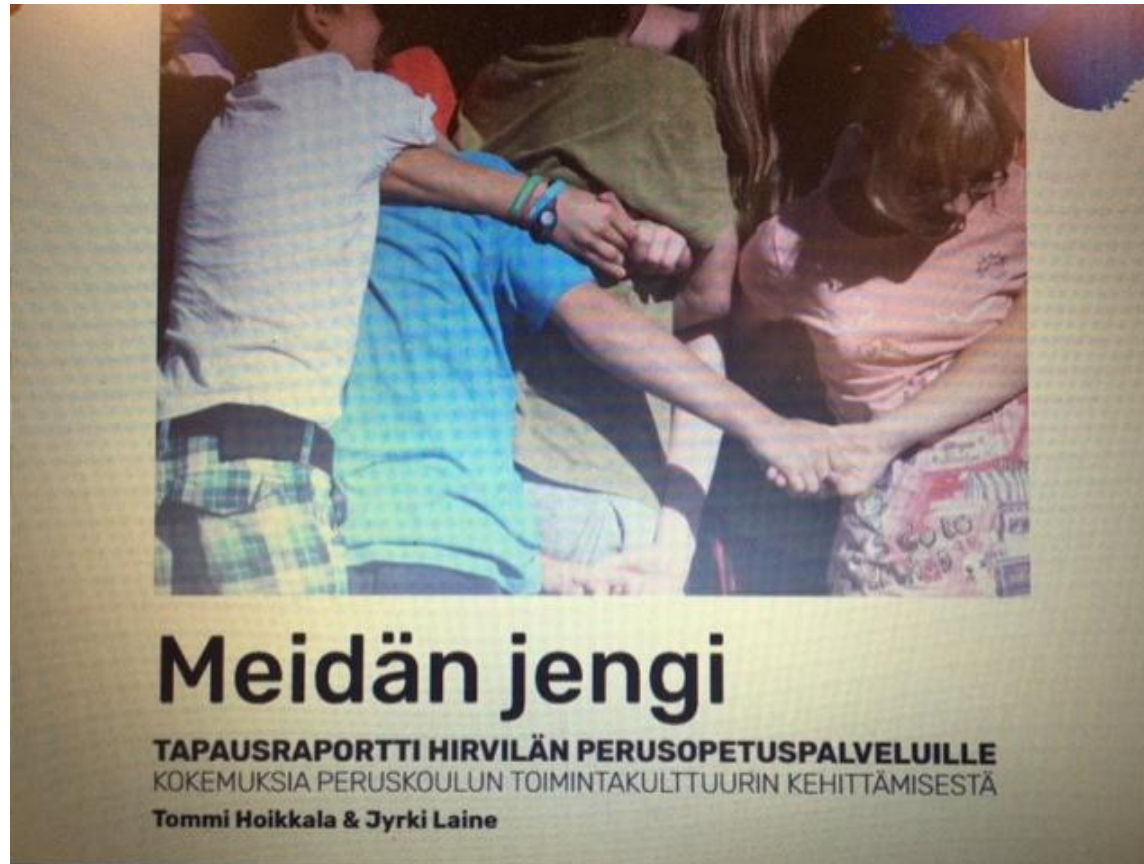 Meidän jengi
TAPAUSRAPORTTI HIRVILÄN PERUSOPETUSPALVELUILLE
KOKEMUKSIA PERUSKOULUN TOIMINTAKULTTUURIN KEHITTÄMISESTÄ
Tommi Hoikkala & Jyrki Laine